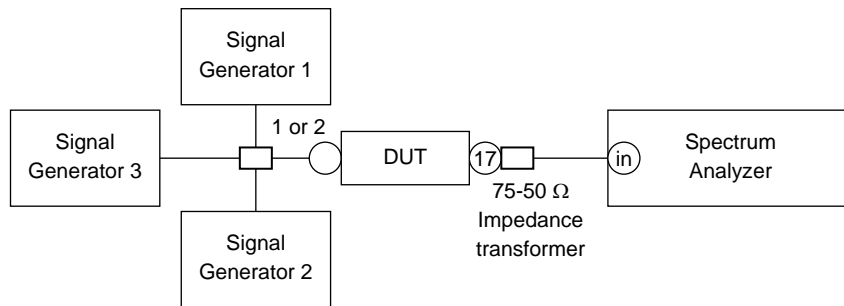 Signal
Generator 1
1 or 2
Signal
Generator 3
DUT
17
in
Spectrum
Analyzer
75-50 Ω
Impedance
transformer
Signal
Generator 2